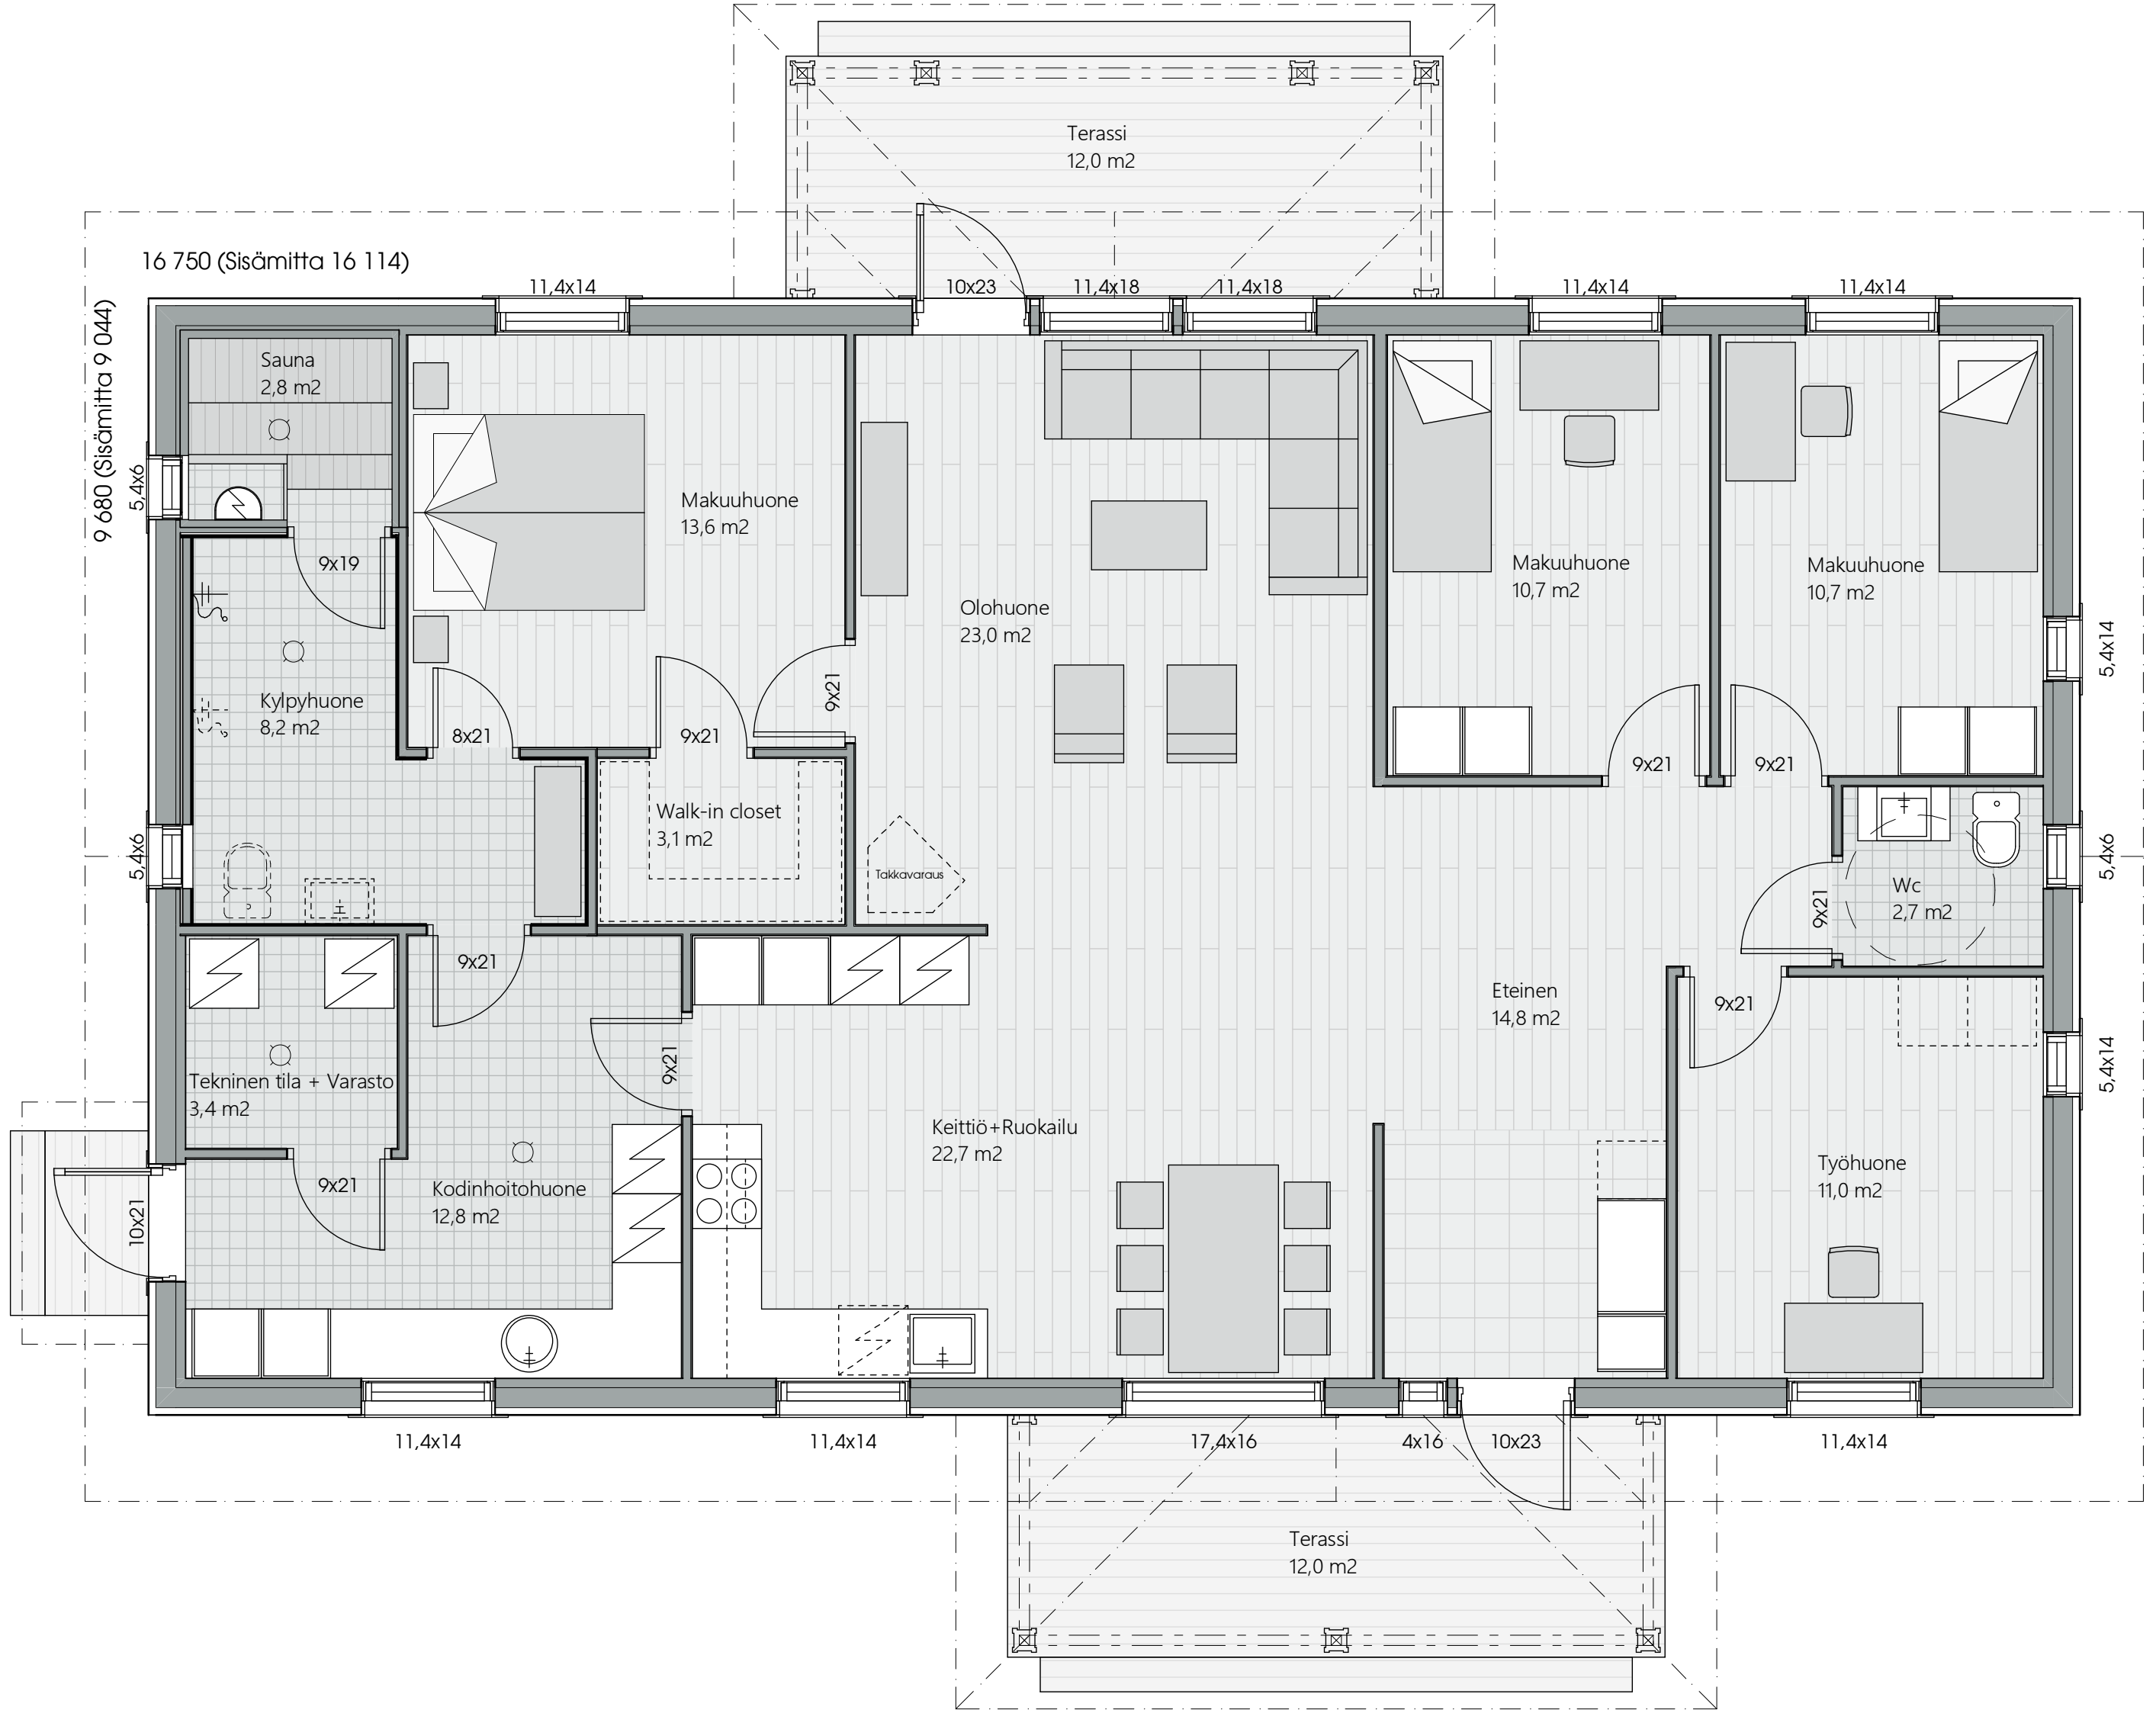 Terassi
12,0 m2
16 750 (Sisämitta 16 114)
9 680 (Sisämitta 9 044)
11,4x14
10x23
11,4x18
11,4x18
11,4x14
11,4x14
Sauna
2,8 m2
5,4x6
9x19
Makuuhuone
13,6 m2
Makuuhuone
10,7 m2
Makuuhuone
10,7 m2
Olohuone
23,0 m2
5,4x14
Kylpyhuone
8,2 m2
8x21
9x21
9x21
9x21
9x21
Walk-in closet
3,1 m2
5,4x6
Takkavaraus
Wc
2,7 m2
9x21
5,4x6
9x21
9x21
Eteinen
14,8 m2
9x21
5,4x14
Tekninen tila + Varasto
3,4 m2
Keittiö+Ruokailu
22,7 m2
Työhuone
11,0 m2
9x21
Kodinhoitohuone
12,8 m2
10x21
11,4x14
11,4x14
17,4x16
4x16
10x23
11,4x14
Terassi
12,0 m2